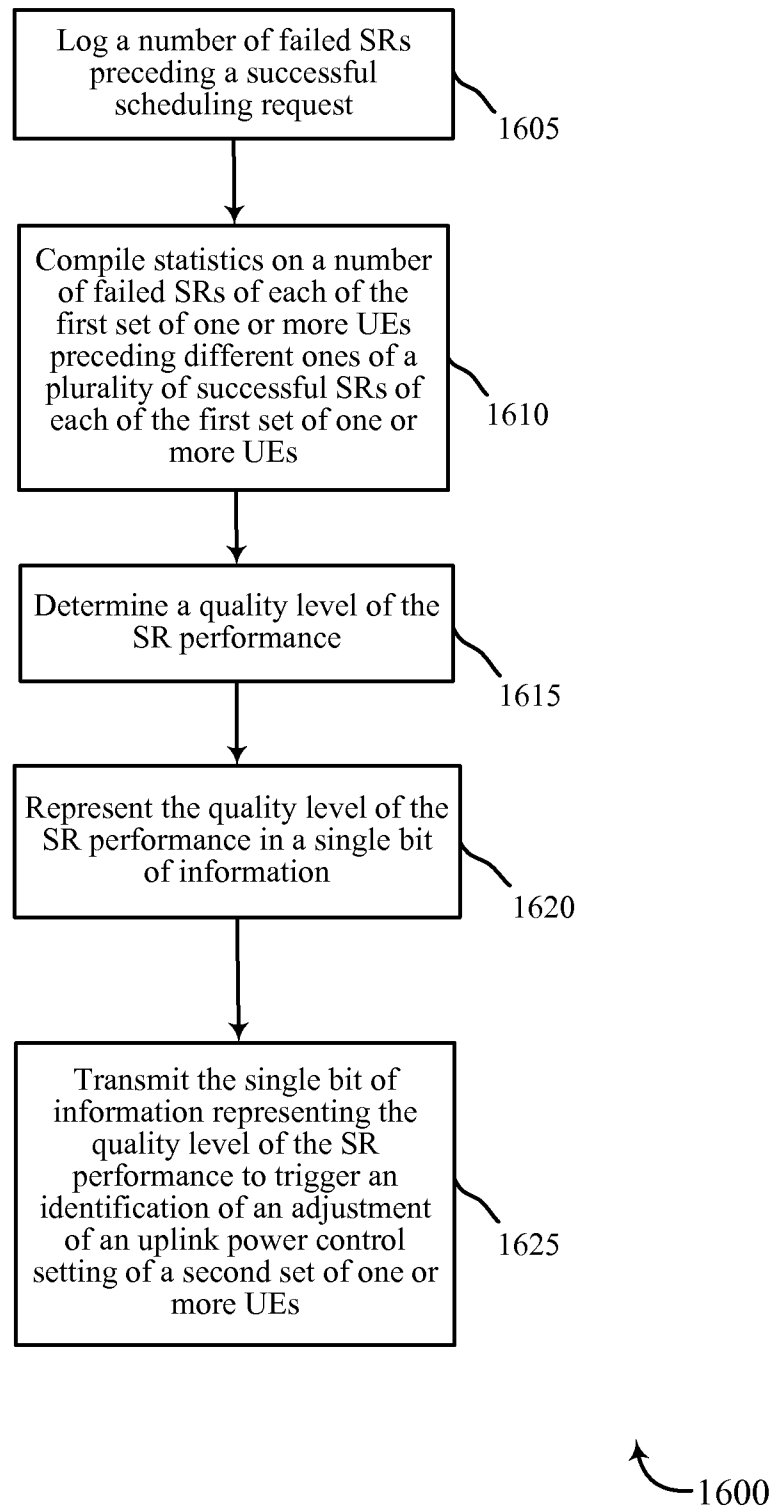 Log a number of failed SRs
preceding a successful
scheduling request
1605
Compile statistics on a number
of failed SRs of each of the
first set of one or more UEs
preceding different ones of a
plurality of successful SRs of
each of the first set of one or
more UEs
1610
Determine a quality level of the
SR performance
1615
Represent the quality level of the
SR performance in a single bit
of information
1620
Transmit the single bit of
information representing the
quality level of the SR
performance to trigger an
identification of an adjustment
of an uplink power control
setting of a second set of one or
more UEs
1625
1600